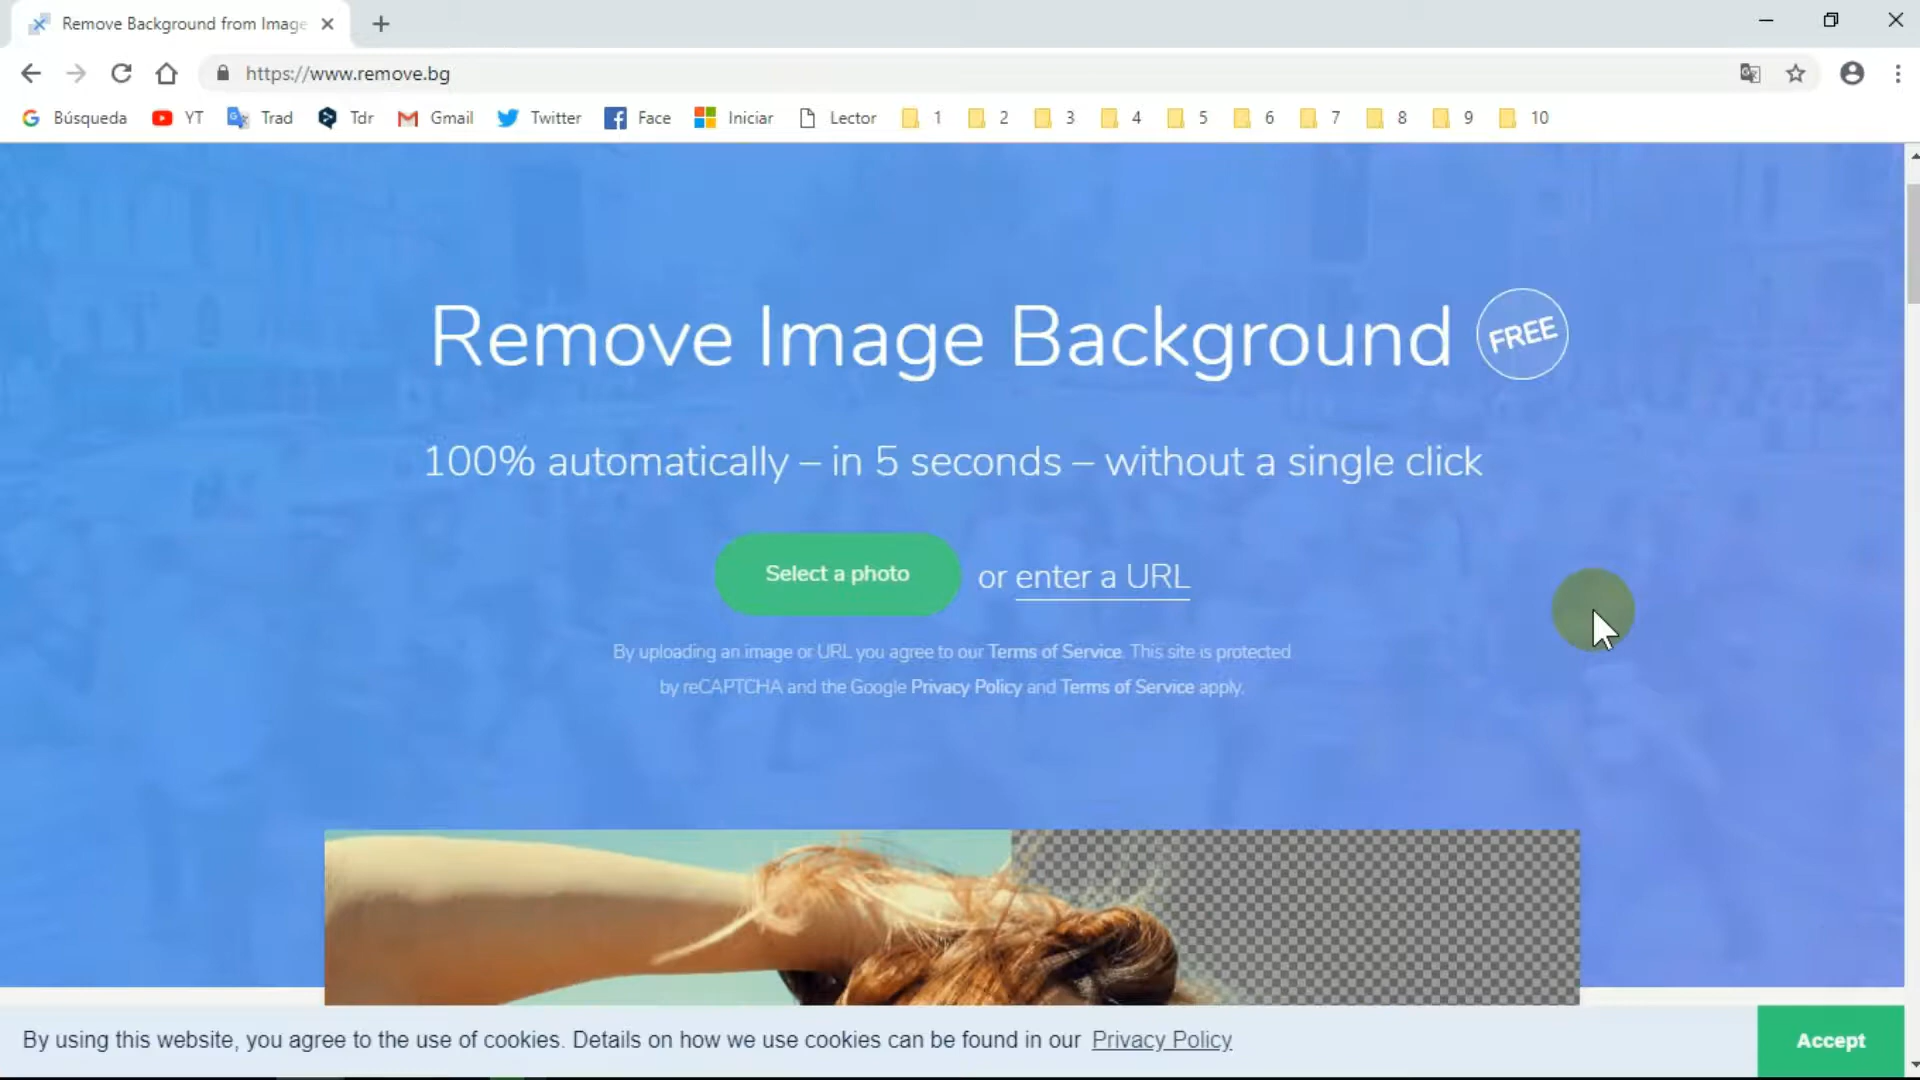 Remove Background from Image
https://www.remove.bg
Búsqueda YT Trad Tdr Gmail Twitter Face Iniciar Lector 1 2 3 4 5 6 7 8 9 10
Remove Image Background FREE
100% automatically – in 5 seconds – without a single click
Select a photo or enter a URL
By uploading an image or URL you agree to our Terms of Service. This site is protected
by reCAPTCHA and the Google Privacy Policy and Terms of Service apply.
By using this website, you agree to the use of cookies. Details on how we use cookies can be found in our Privacy Policy
Accept